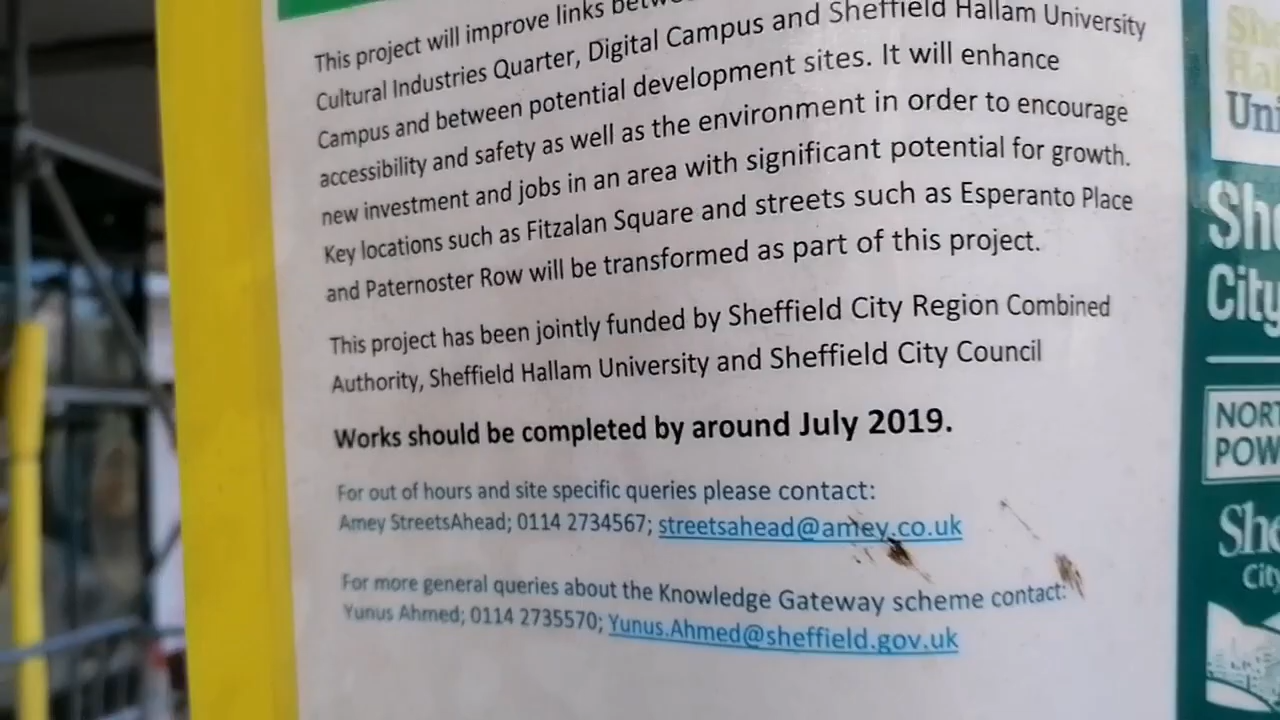 This project will improve links
Cultural Industries Quarter, Digital Campus and Sheffield Hallam University
Campus and between potential development sites. It will enhance
accessibility and safety as well as the environment in order to encourage
new investment and jobs in an area with significant potential for growth.
Key locations such as Fitzalan Square and streets such as Esperanto Place
and Paternoster Row will be transformed as part of this project.
This project has been jointly funded by Sheffield City Region Combined
Authority, Sheffield Hallam University and Sheffield City Council
Works should be completed by around July 2019.
For out of hours and site specific queries please contact:
Amey StreetsAhead; 0114 2734567; streetsahead@amey.co.uk
For more general queries about the Knowledge Gateway scheme contact:
Yunus Ahmed; 0114 2735570; Yunus.Ahmed@sheffield.gov.uk
City